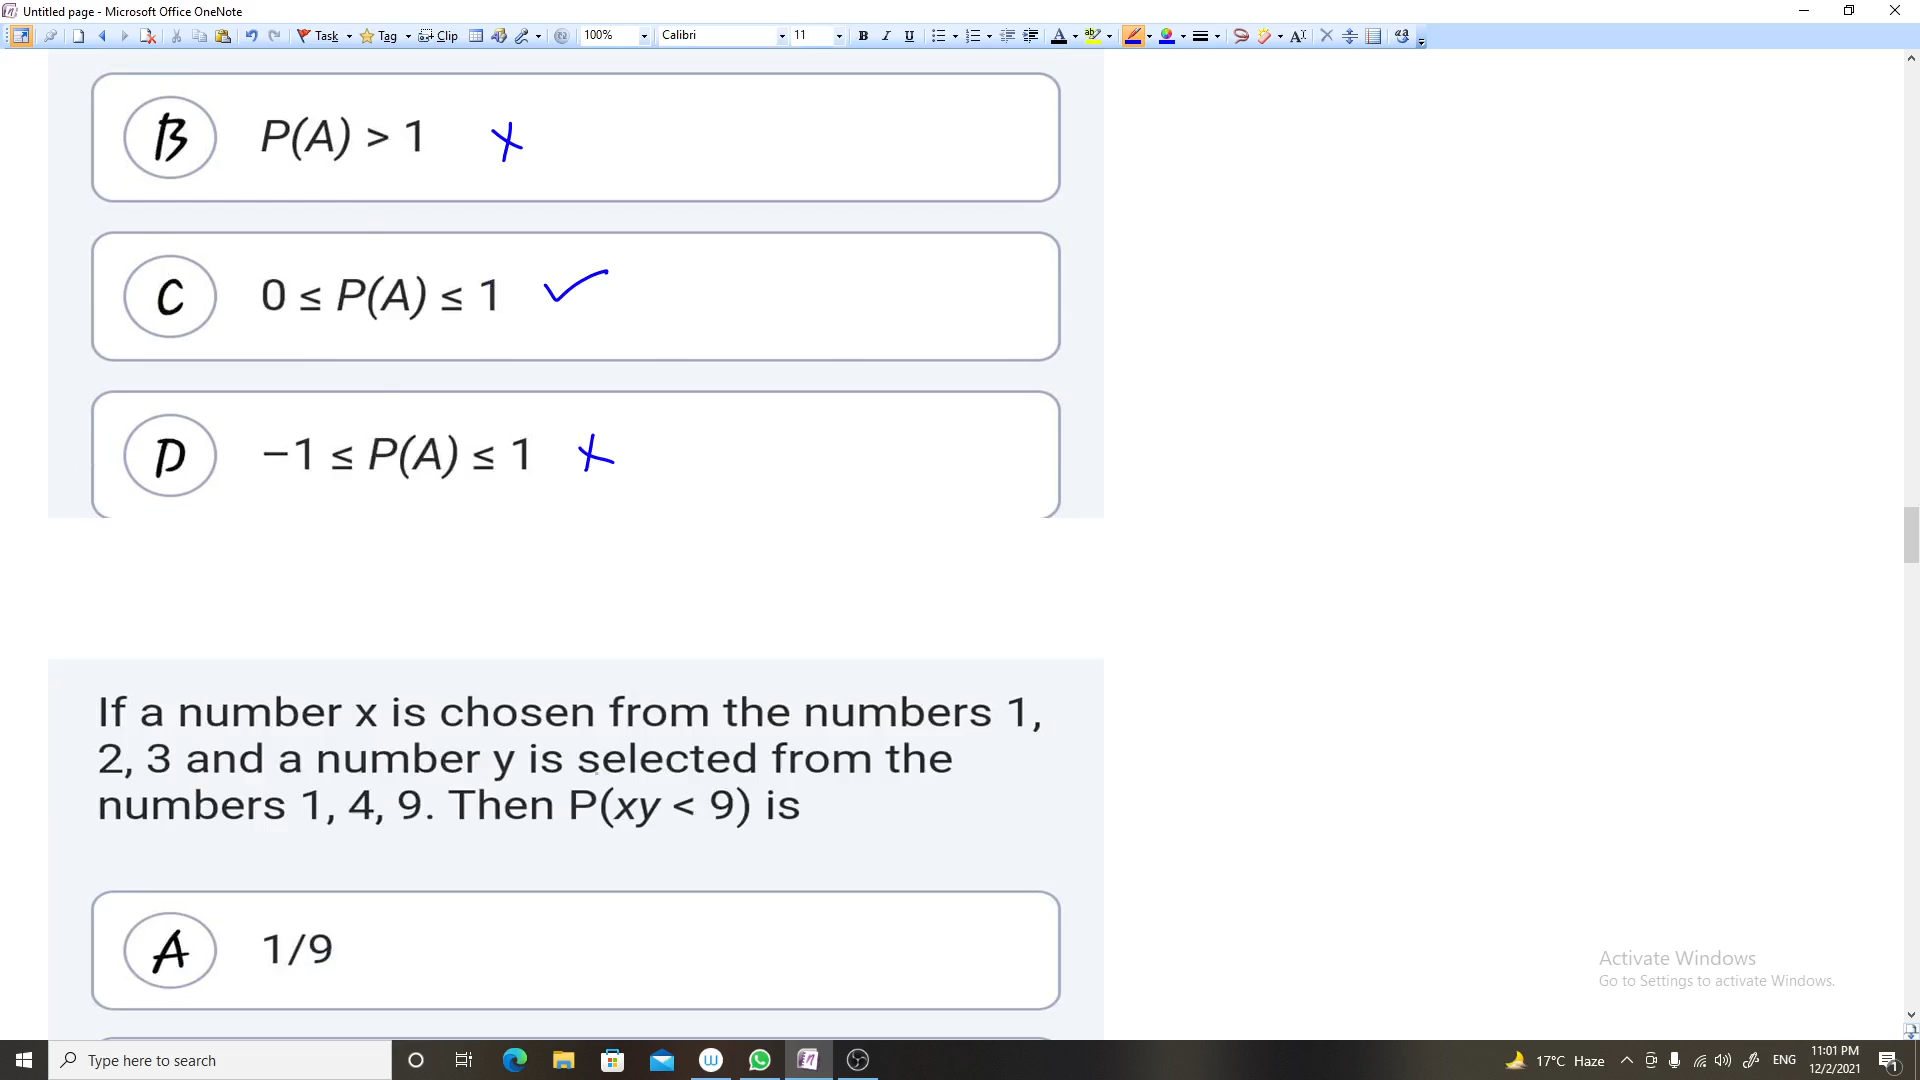 Untitled page - Microsoft Office OneNote
Task Tag Clip 100% Calibri 11 B I U
B P(A) > 1 x
C 0 ≤ P(A) ≤ 1 ✓
D −1 ≤ P(A) ≤ 1 x
If a number x is chosen from the numbers 1,
2, 3 and a number y is selected from the
numbers 1, 4, 9. Then P(xy < 9) is
A 1/9
Activate Windows
Go to Settings to activate Windows.
Type here to search
17°C Haze
ENG
11:01 PM
12/2/2021
1